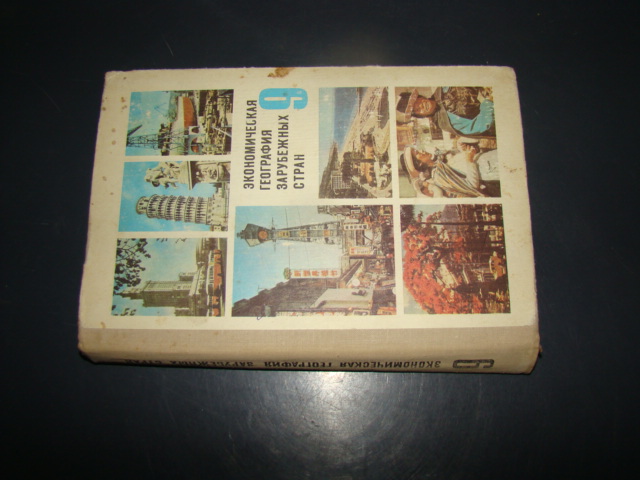 ЭКОНОМИЧЕСКАЯ
ГЕОГРАФИЯ
ЗАРУБЕЖНЫХ
СТРАН
9
9
ЭКОНОМИЧЕСКАЯ ГЕОГРАФИЯ ЗАРУБЕЖНЫХ СТРАН